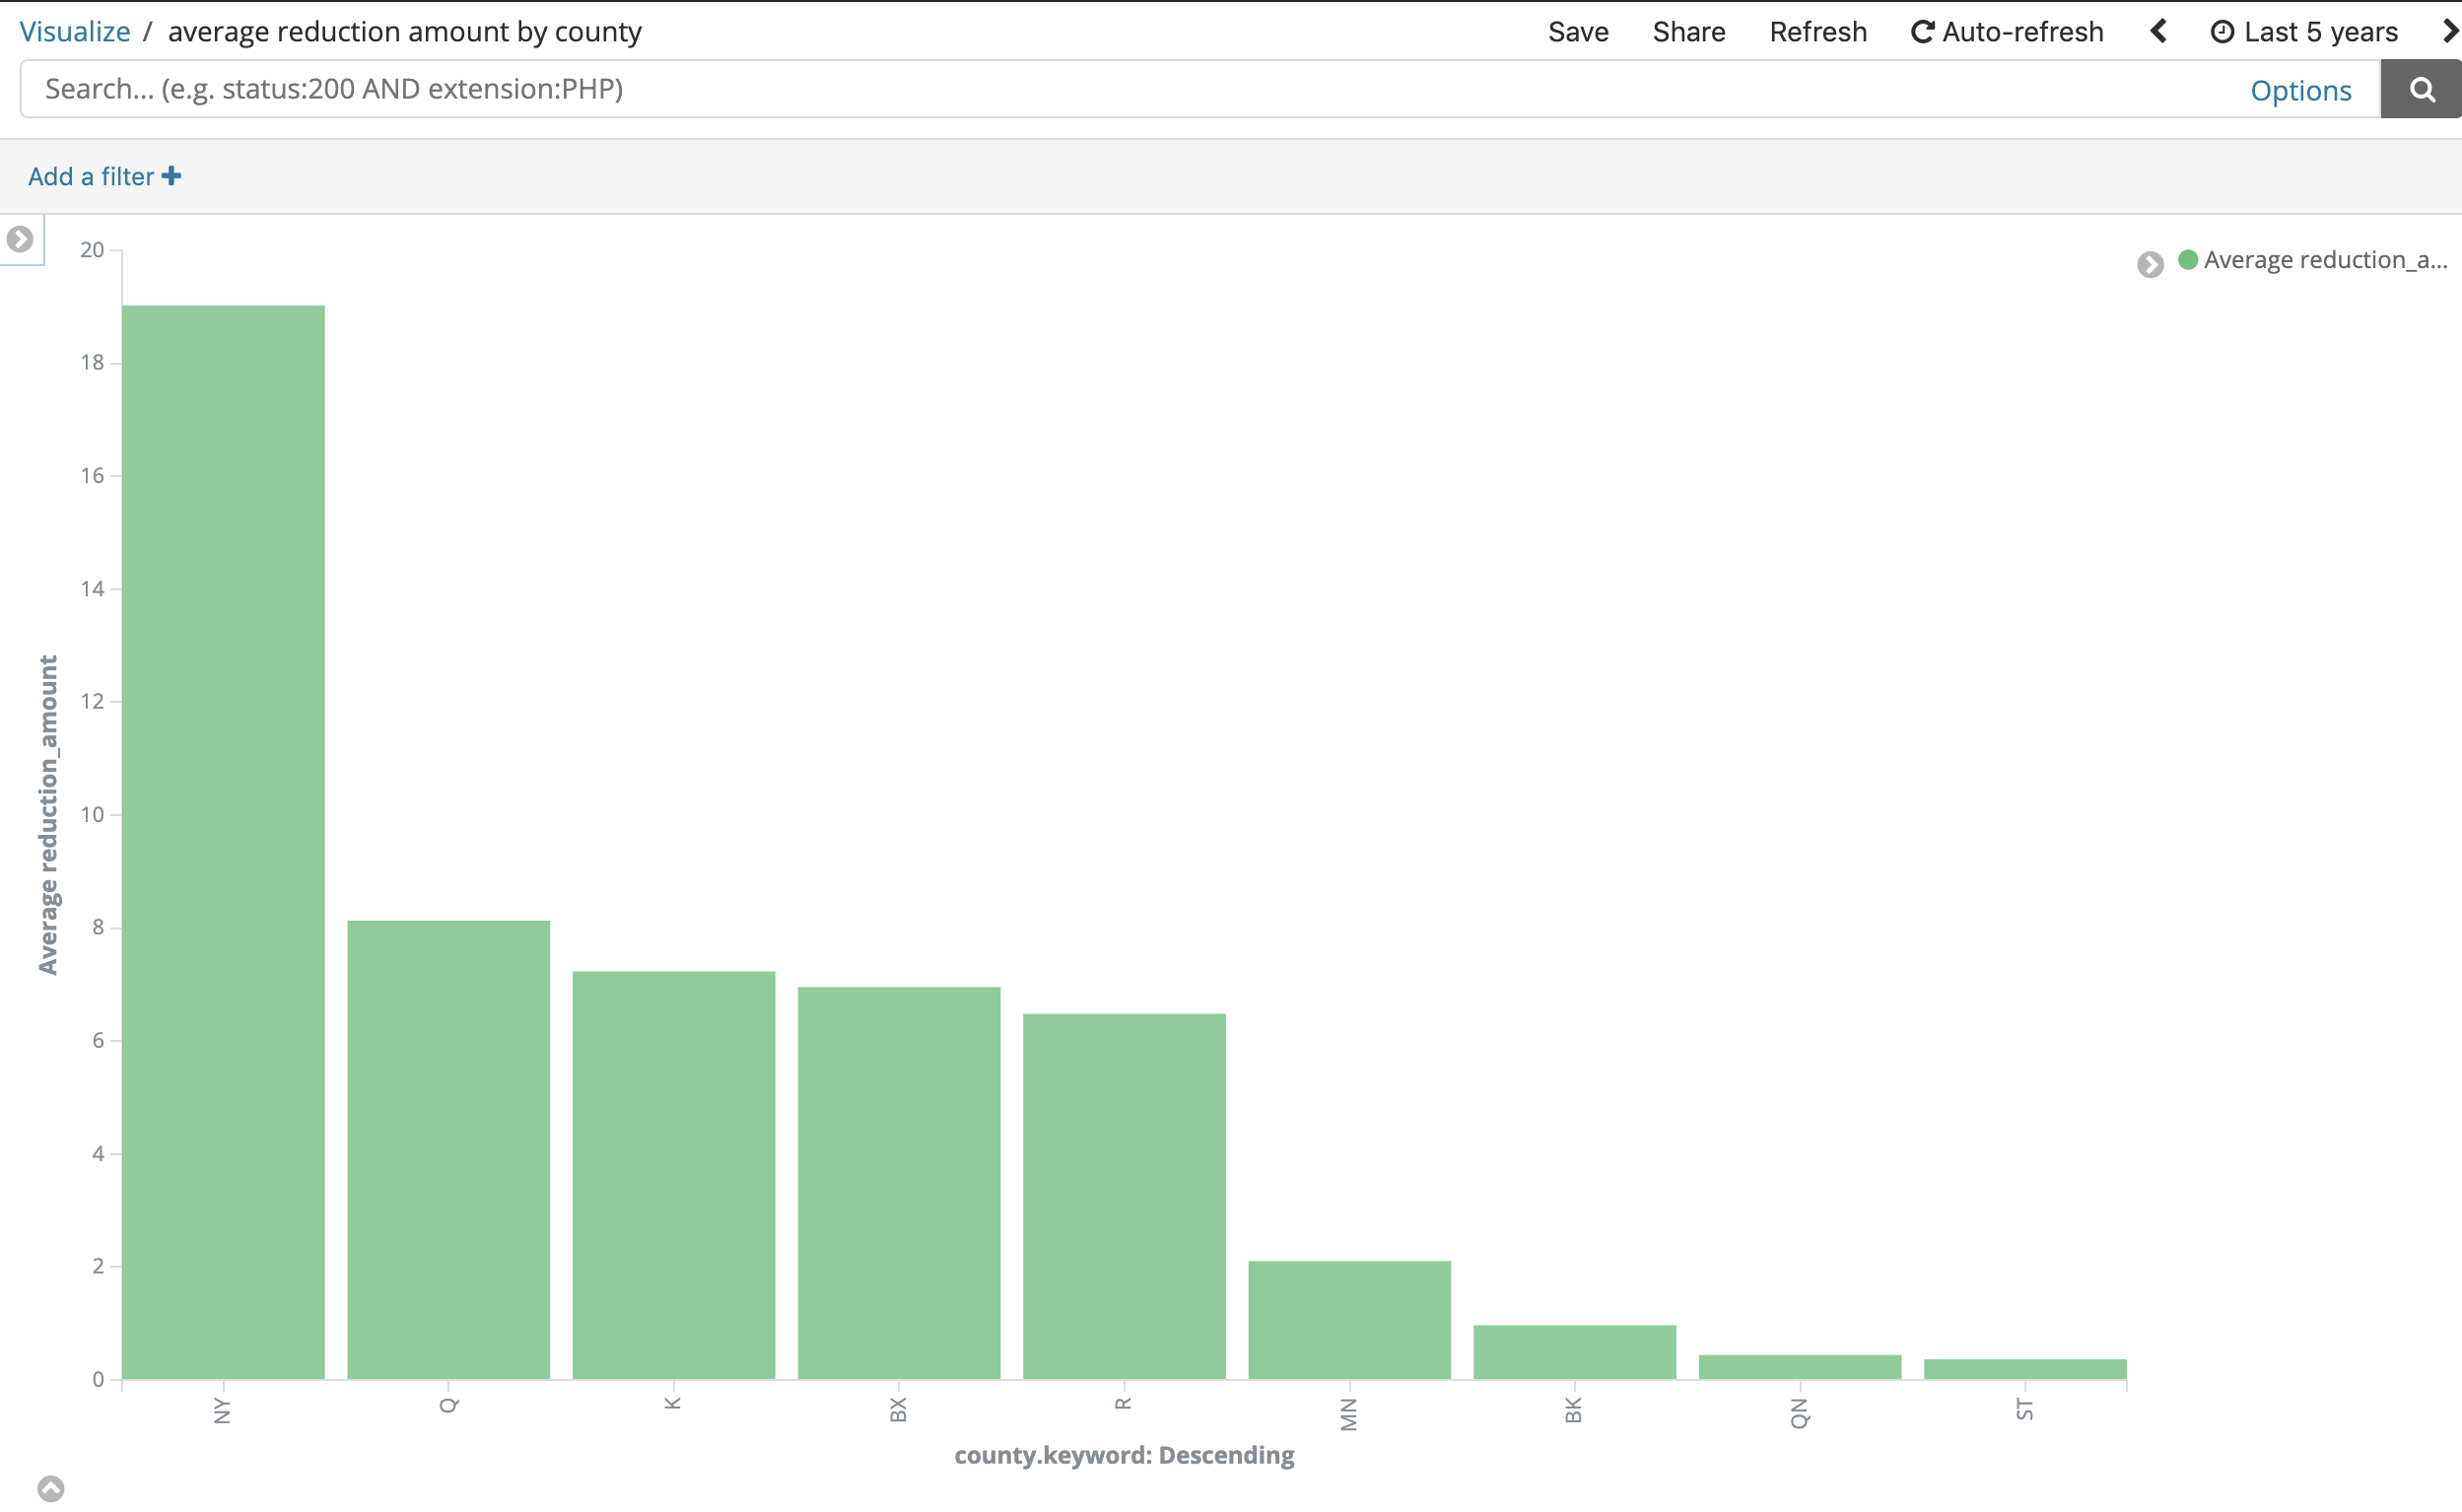 Visualize / average reduction amount by county
Save Share Refresh Auto-refresh Last 5 years
Search... (e.g. status:200 AND extension:PHP)
Options
Add a filter
Average reduction_a...
20
18
16
14
12
10
8
6
4
2
0
Average reduction_amount
NY Q K BX R MN BK QN ST
county.keyword: Descending